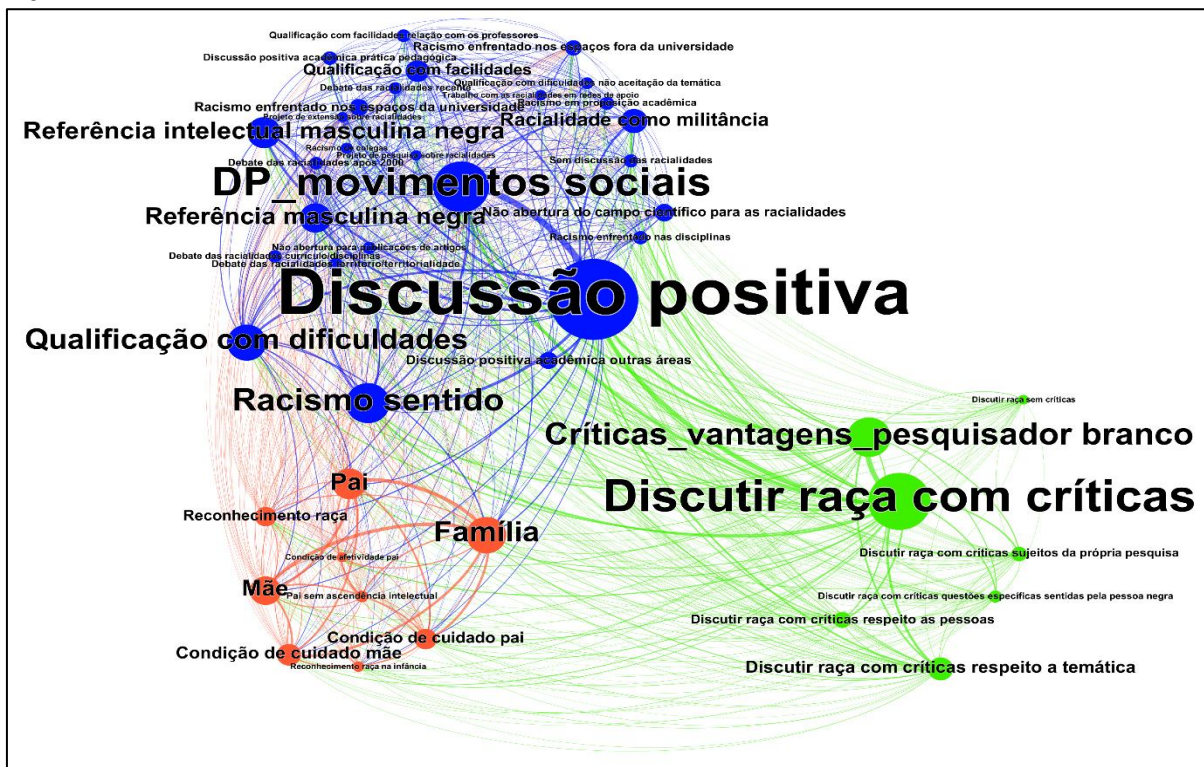 Qualificação com facilidades relação com os professores
Racismo enfrentado nos espaços fora da universidade
Discussão positiva acadêmica prática pedagógica
Qualificação com facilidades
Qualificação com dificuldades não aceitação da temática
Debate das racialidades recente
Trabalho com as racialidades em redes de apoio
Racismo enfrentado nos espaços da universidade
Racismo em proposição acadêmica
Projeto de extensão sobre racialidades
Racialidade como militância
Referência intelectual masculina negra
Racismo de colegas
Projeto de pesquisa sobre racialidades
Debate das racialidades após 2000
Sem discussão das racialidades
DP_movimentos sociais
Referência masculina negra
Não abertura do campo científico para as racialidades
Racismo enfrentado nas disciplinas
Não abertura para publicações de artigos
Debate das racialidades currículo/disciplinas
Debate das racialidades território/territorialidade
Discussão positiva
Qualificação com dificuldades
Discussão positiva acadêmica outras áreas
Racismo sentido
Discutir raça sem críticas
Críticas_vantagens_pesquisador branco
Pai
Discutir raça com críticas
Reconhecimento raça
Família
Condição de afetividade pai
Discutir raça com críticas sujeitos da própria pesquisa
Mãe
Pai sem ascendência intelectual
Discutir raça com críticas questões específicas sentidas pela pessoa negra
Discutir raça com críticas respeito as pessoas
Condição de cuidado pai
Condição de cuidado mãe
Reconhecimento raça na infância
Discutir raça com críticas respeito a temática